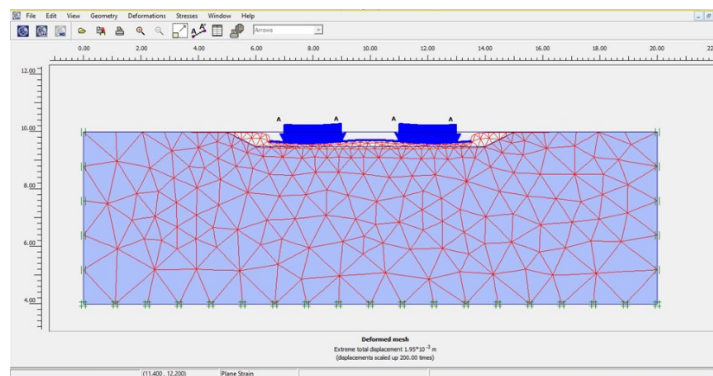 File Edit View Geometry Deformations Stresses Window Help
Arrows
0.00 2.00 4.00 6.00 8.00 10.00 12.00 14.00 16.00 18.00 20.00 22
12.00
A A A A
10.00
8.00
6.00
4.00
Deformed mesh
Extreme total displacement 1.95*10⁻³ m
(displacements scaled up 200.00 times)
(11.400 , 12.200) Plane Strain